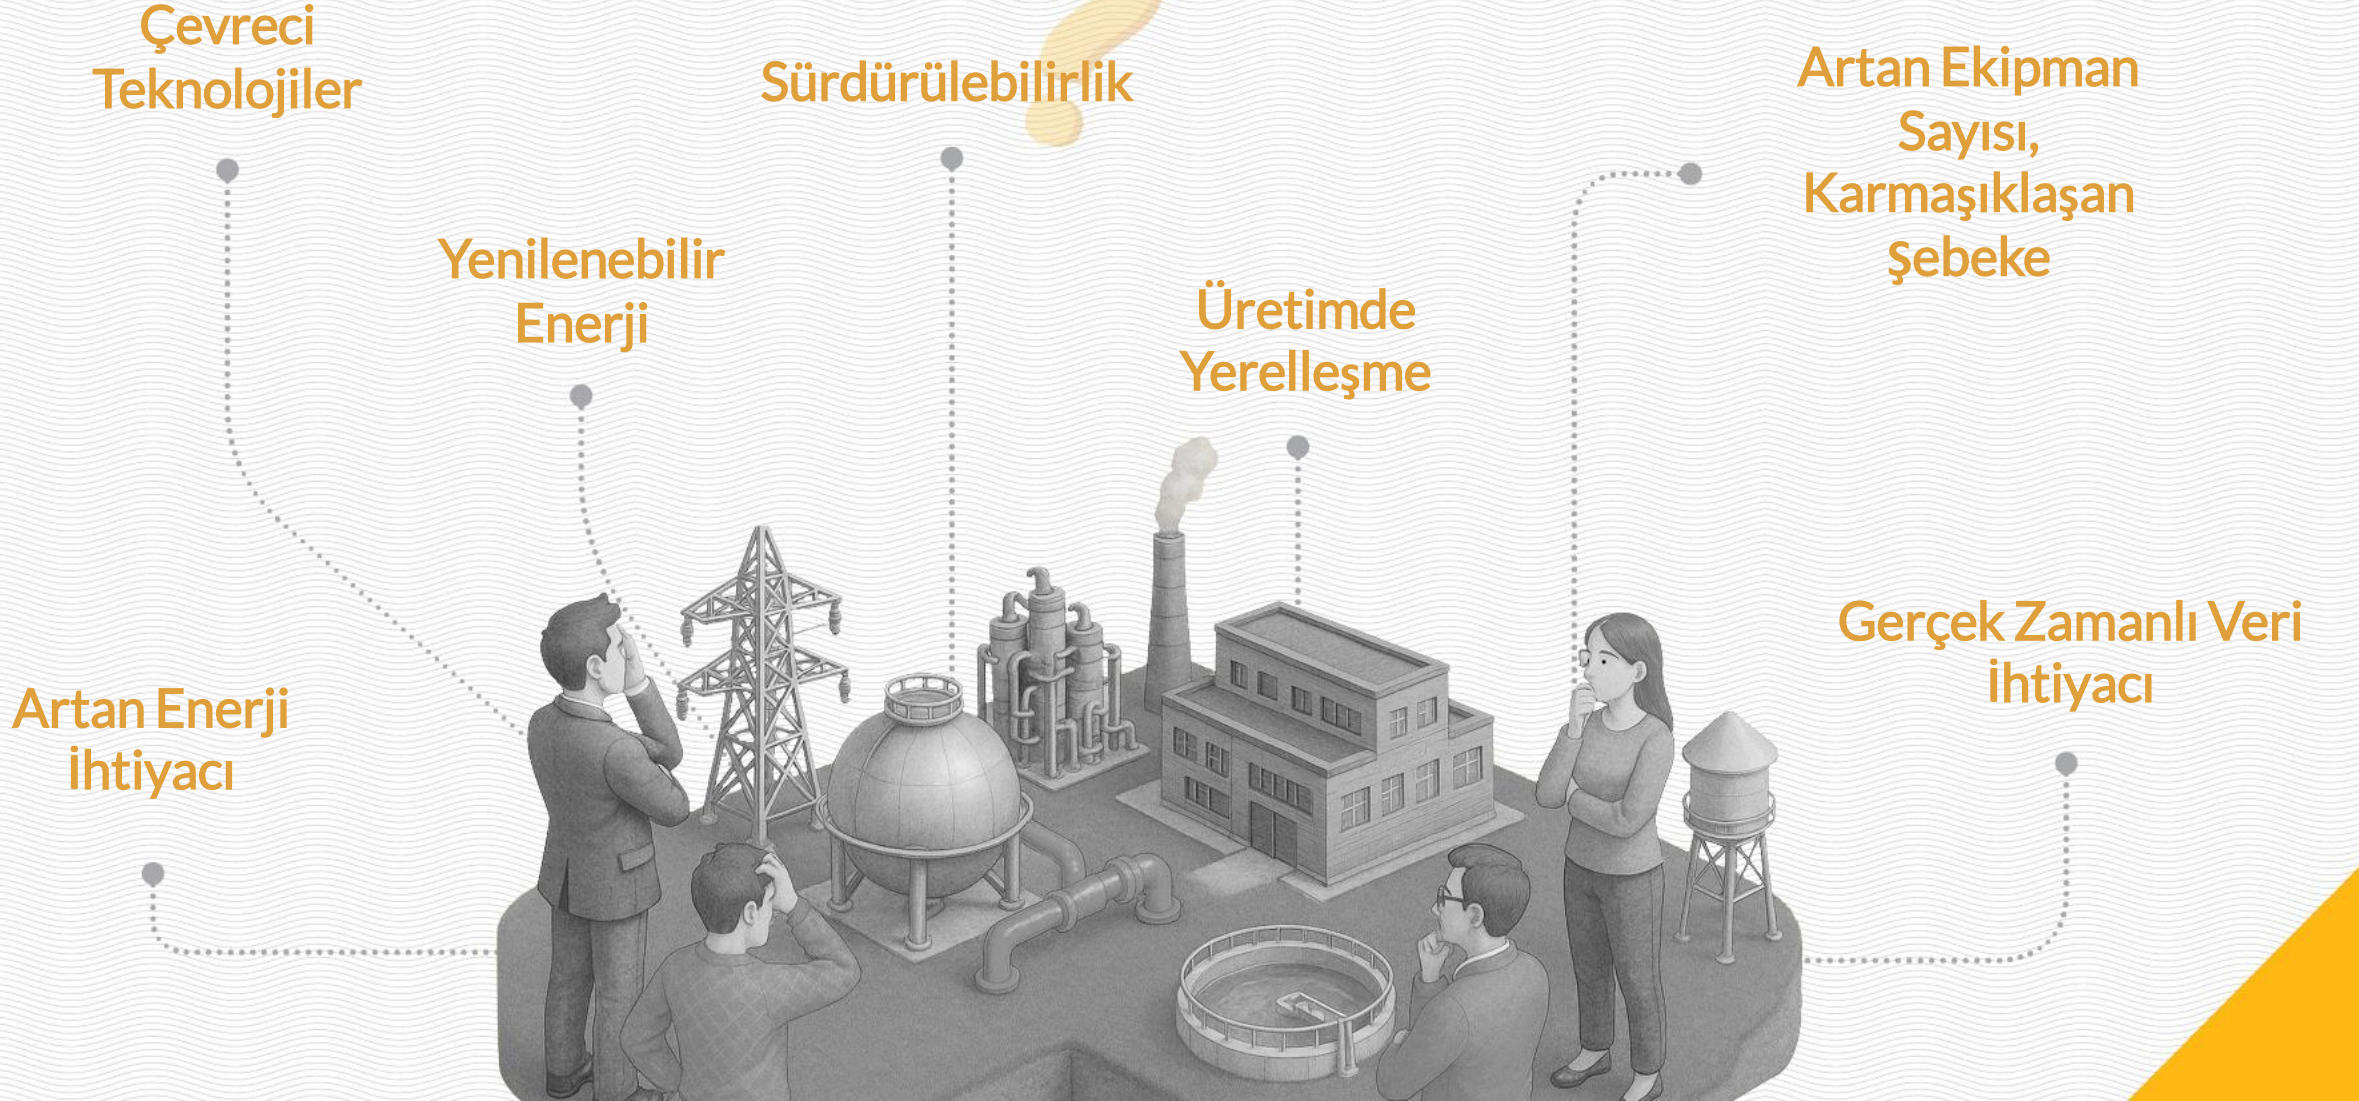 Çevreci
Teknolojiler
Sürdürülebilirlik
Artan Ekipman
Sayısı,
Karmaşıklaşan
Şebeke
Yenilenebilir
Enerji
Üretimde
Yerelleşme
Gerçek Zamanlı Veri
İhtiyacı
Artan Enerji
İhtiyacı